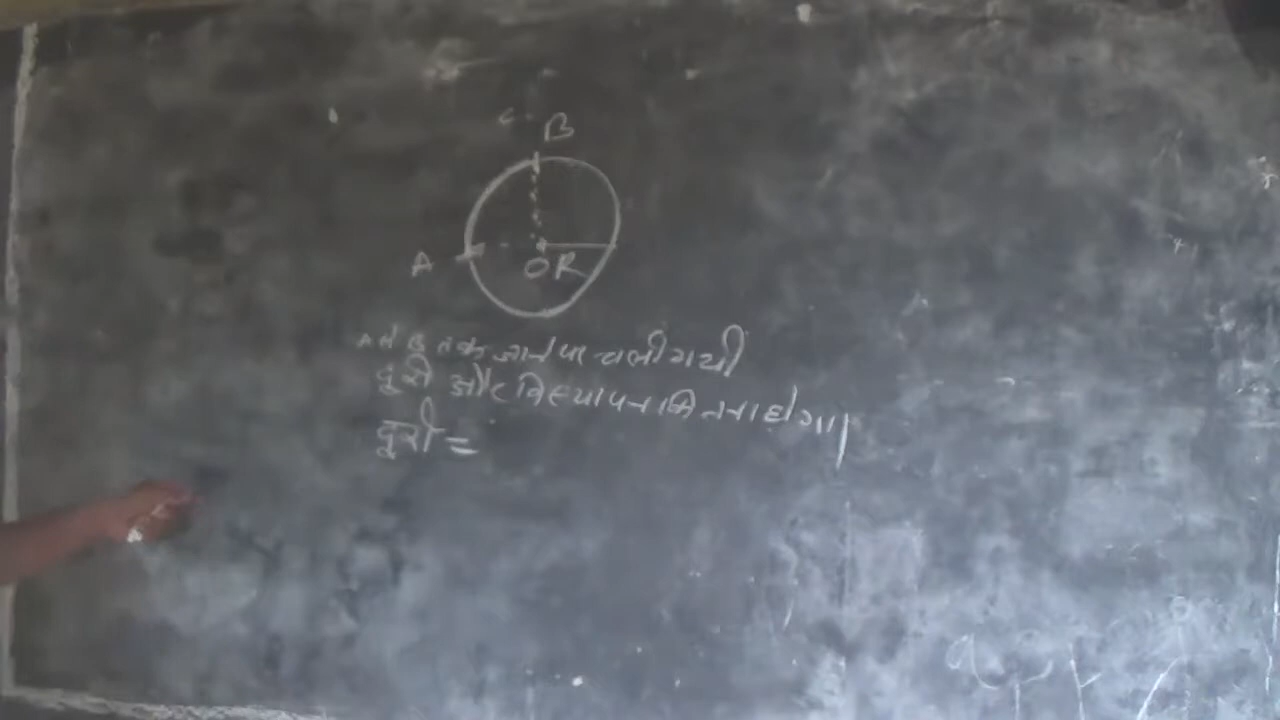 C
B
A
O R
A से B तक जाने पर चली गयी
दूरी और विस्थापन कितना होगा।
दूरी =